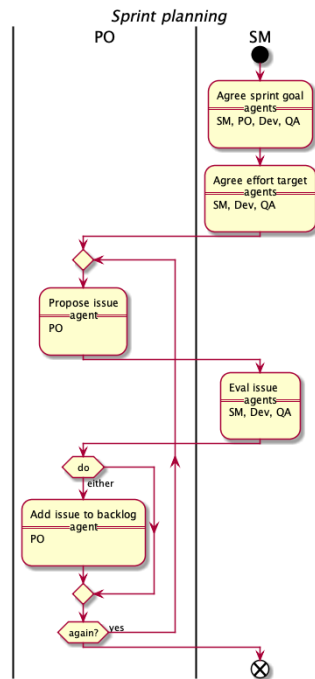 Sprint planning
PO
SM
Agree sprint goal
agents
SM, PO, Dev, QA
Agree effort target
agents
SM, Dev, QA
Propose issue
agent
PO
Eval issue
agents
SM, Dev, QA
do
either
Add issue to backlog
agent
PO
again?
yes